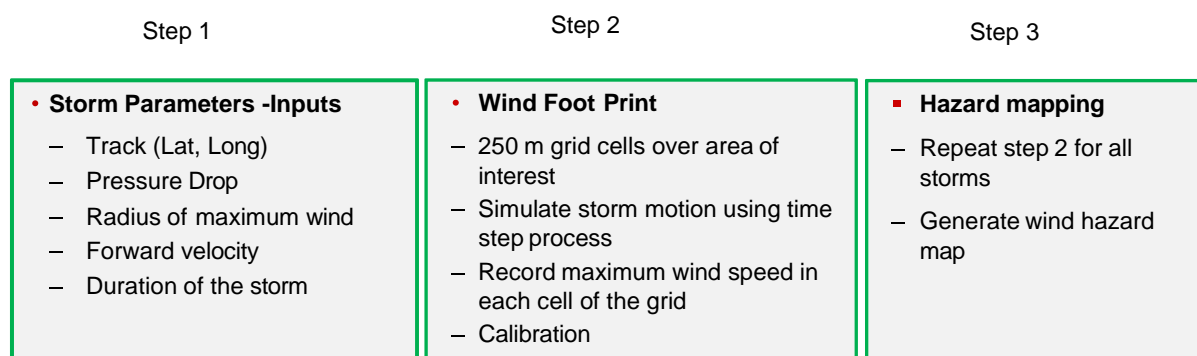 Step 1
Step 2
Step 3
• Storm Parameters -Inputs
– Track (Lat, Long)
– Pressure Drop
– Radius of maximum wind
– Forward velocity
– Duration of the storm
• Wind Foot Print
– 250 m grid cells over area of
interest
– Simulate storm motion using time
step process
– Record maximum wind speed in
each cell of the grid
– Calibration
▪ Hazard mapping
– Repeat step 2 for all
storms
– Generate wind hazard
map